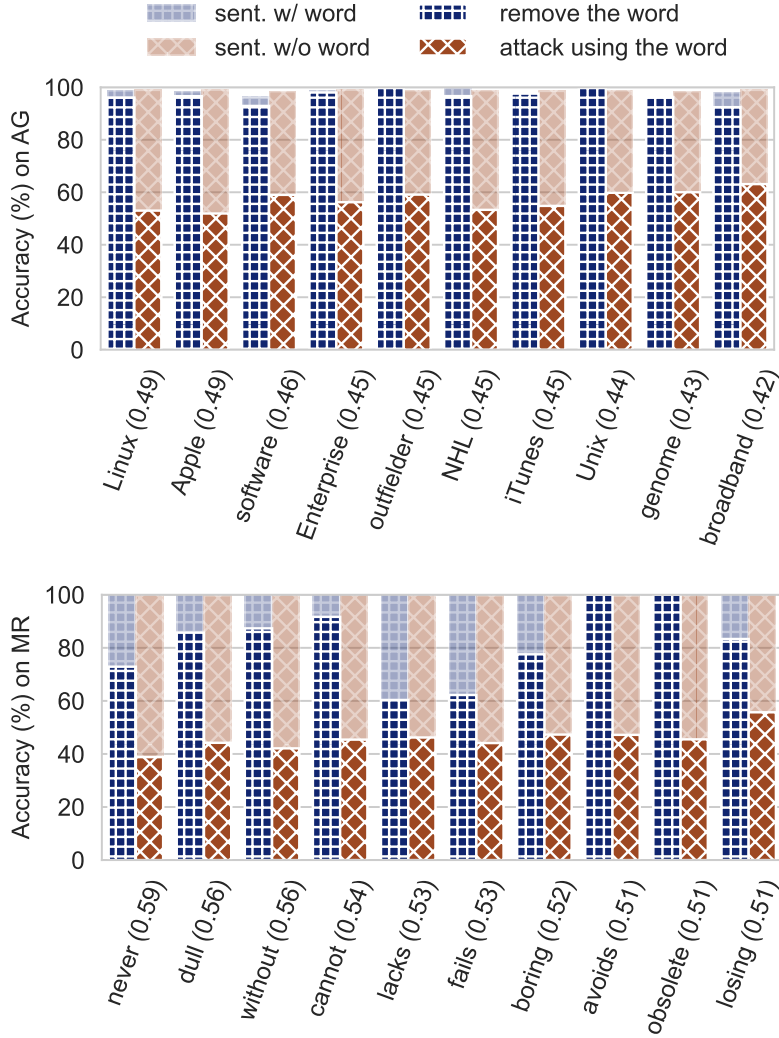 sent. w/ word
remove the word
sent. w/o word
attack using the word
Accuracy (%) on AG
100
80
60
40
20
0
Linux (0.49)
Apple (0.49)
software (0.46)
Enterprise (0.45)
outfielder (0.45)
NHL (0.45)
iTunes (0.45)
Unix (0.44)
genome (0.43)
broadband (0.42)
Accuracy (%) on MR
100
80
60
40
20
0
never (0.59)
dull (0.56)
without (0.56)
cannot (0.54)
lacks (0.53)
fails (0.53)
boring (0.52)
avoids (0.51)
obsolete (0.51)
losing (0.51)